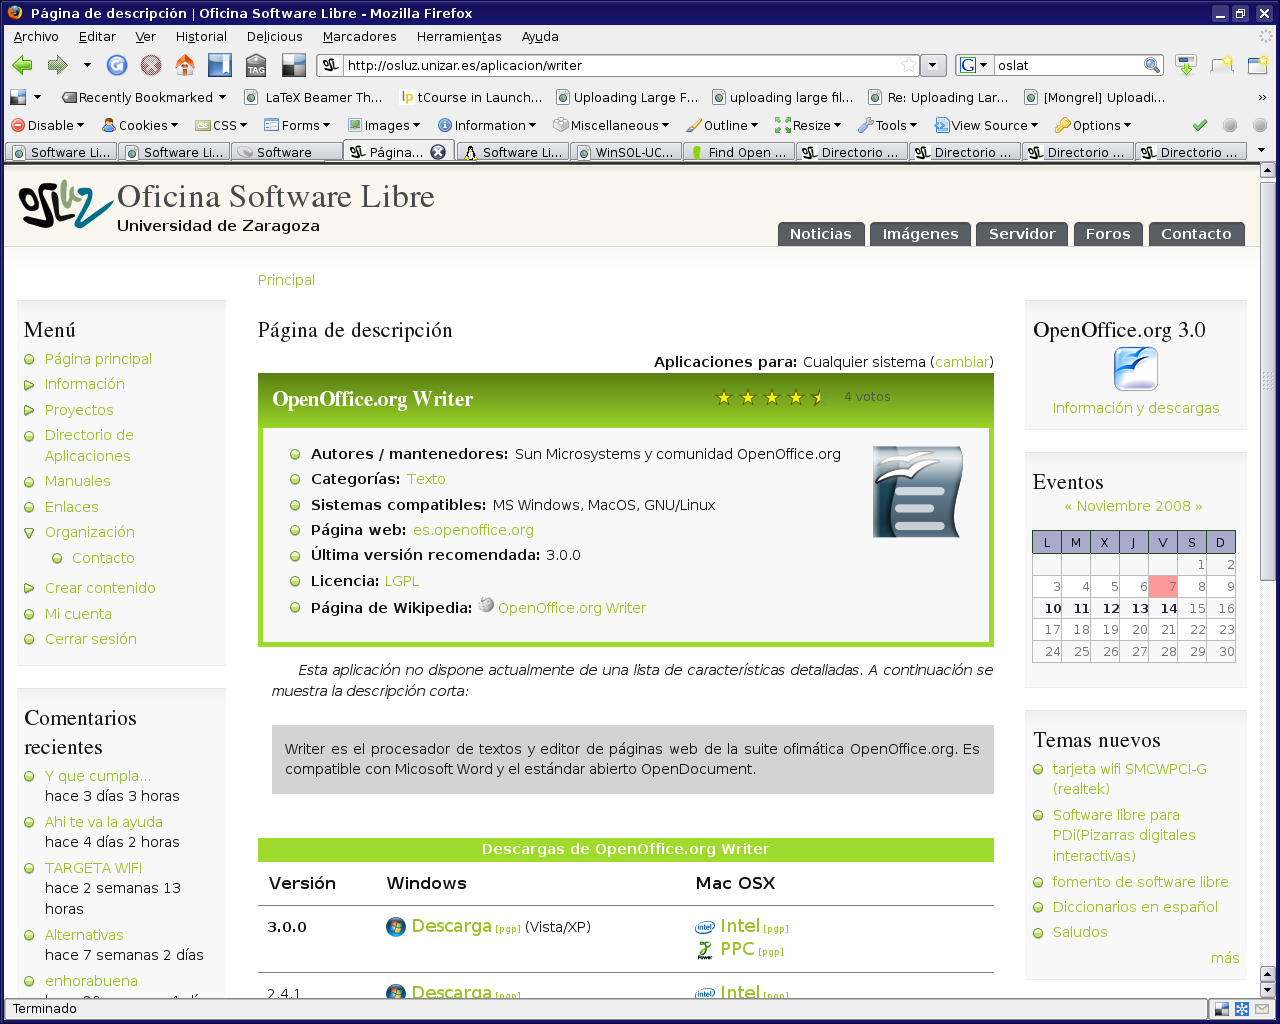 Página de descripción | Oficina Software Libre - Mozilla Firefox
Archivo Editar Ver Historial Delicious Marcadores Herramientas Ayuda
TAG http://osluz.unizar.es/aplicacion/writer G oslat
Recently Bookmarked LaTeX Beamer Th... tCourse in Launch... Uploading Large F... uploading large fil... Re: Uploading Lar... [Mongrel] Uploadi... »
Disable Cookies CSS Forms Images Information Miscellaneous Outline Resize Tools View Source Options
Software Li... Software Li... Software Página... Software Li... WinSOL-UC... Find Open ... Directorio ... Directorio ... Directorio ... Directorio ...
Oficina Software Libre
Universidad de Zaragoza
Noticias Imágenes Servidor Foros Contacto
Principal
Menú
Página principal
Información
Proyectos
Directorio de
Aplicaciones
Manuales
Enlaces
Organización
Contacto
Crear contenido
Mi cuenta
Cerrar sesión
Comentarios
recientes
Y que cumpla...
hace 3 días 3 horas
Ahi te va la ayuda
hace 4 días 2 horas
TARGETA WIFI
hace 2 semanas 13
horas
Alternativas
hace 7 semanas 2 días
enhorabuena
Página de descripción
Aplicaciones para: Cualquier sistema (cambiar)
OpenOffice.org Writer 4 votos
Autores / mantenedores: Sun Microsystems y comunidad OpenOffice.org
Categorías: Texto
Sistemas compatibles: MS Windows, MacOS, GNU/Linux
Página web: es.openoffice.org
Última versión recomendada: 3.0.0
Licencia: LGPL
Página de Wikipedia: OpenOffice.org Writer
Esta aplicación no dispone actualmente de una lista de características detalladas. A continuación se
muestra la descripción corta:
Writer es el procesador de textos y editor de páginas web de la suite ofimática OpenOffice.org. Es
compatible con Micosoft Word y el estándar abierto OpenDocument.
Descargas de OpenOffice.org Writer
Versión Windows Mac OSX
3.0.0 Descarga [pgp] (Vista/XP) intel Intel [pgp]
Power PPC [pgp]
2.4.1 Descarga [pgp] intel Intel [pgp]
OpenOffice.org 3.0
Información y descargas
Eventos
« Noviembre 2008 »
L M X J V S D
1 2
3 4 5 6 7 8 9
10 11 12 13 14 15 16
17 18 19 20 21 22 23
24 25 26 27 28 29 30
Temas nuevos
tarjeta wifi SMCWPCI-G
(realtek)
Software libre para
PDi(Pizarras digitales
interactivas)
fomento de software libre
Diccionarios en español
Saludos
más
Terminado